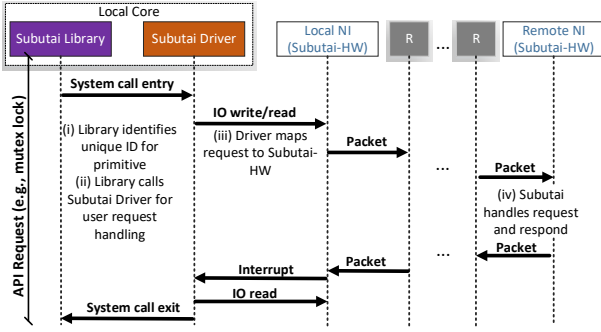 Local Core
Subutai Library
Subutai Driver
Local NI
(Subutai-HW)
R
...
R
Remote NI
(Subutai-HW)
API Request (e.g., mutex lock)
System call entry
(i) Library identifies
unique ID for
primitive
(ii) Library calls
Subutai Driver for
user request
handling
IO write/read
(iii) Driver maps
request to Subutai-
HW
Packet
...
Packet
(iv) Subutai
handles request
and respond
Packet
...
Packet
Interrupt
IO read
System call exit